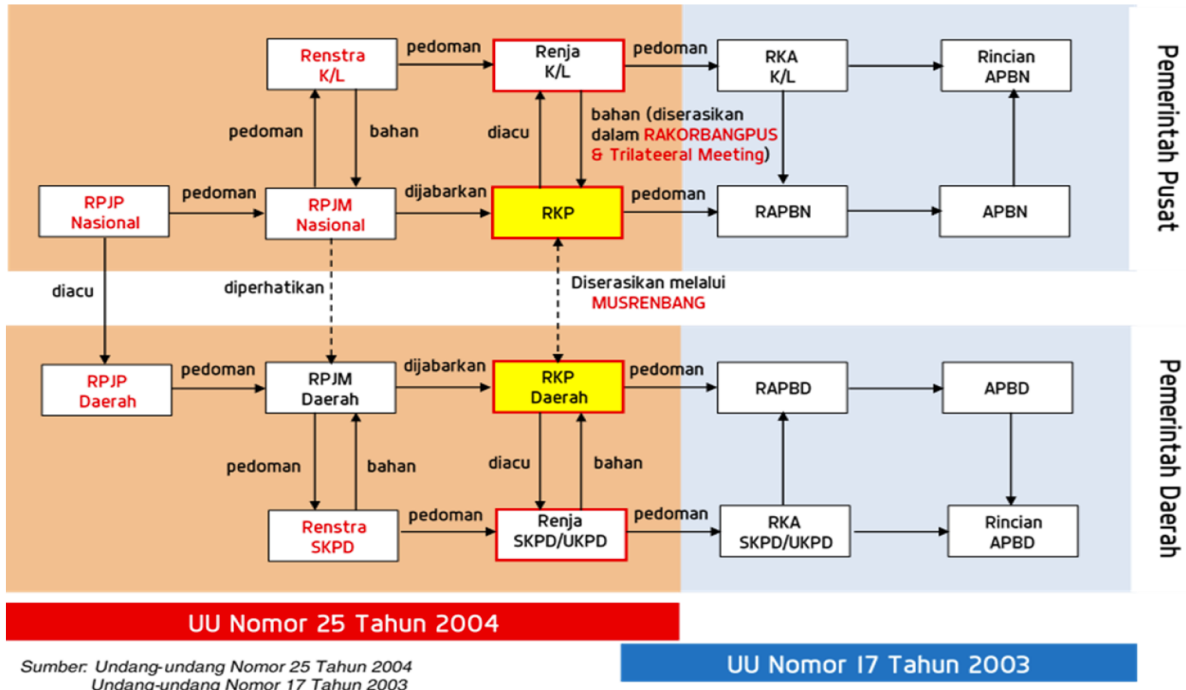 pedoman
pedoman
Renstra
K/L
Renja
K/L
RKA
K/L
Rincian
APBN
pedoman
bahan
diacu
bahan (diserasikan
dalam RAKORBANGPUS
& Trilateeral Meeting)
pedoman
dijabarkan
pedoman
RPJP
Nasional
RPJM
Nasional
RKP
RAPBN
APBN
Pemerintah Pusat
diacu
diperhatikan
Diserasikan melalui
MUSRENBANG
pedoman
dijabarkan
pedoman
RPJP
Daerah
RPJM
Daerah
RKP
Daerah
RAPBD
APBD
pedoman
bahan
diacu
bahan
pedoman
pedoman
Renstra
SKPD
Renja
SKPD/UKPD
RKA
SKPD/UKPD
Rincian
APBD
Pemerintah Daerah
UU Nomor 25 Tahun 2004
UU Nomor 17 Tahun 2003
Sumber: Undang-undang Nomor 25 Tahun 2004
Undang-undang Nomor 17 Tahun 2003